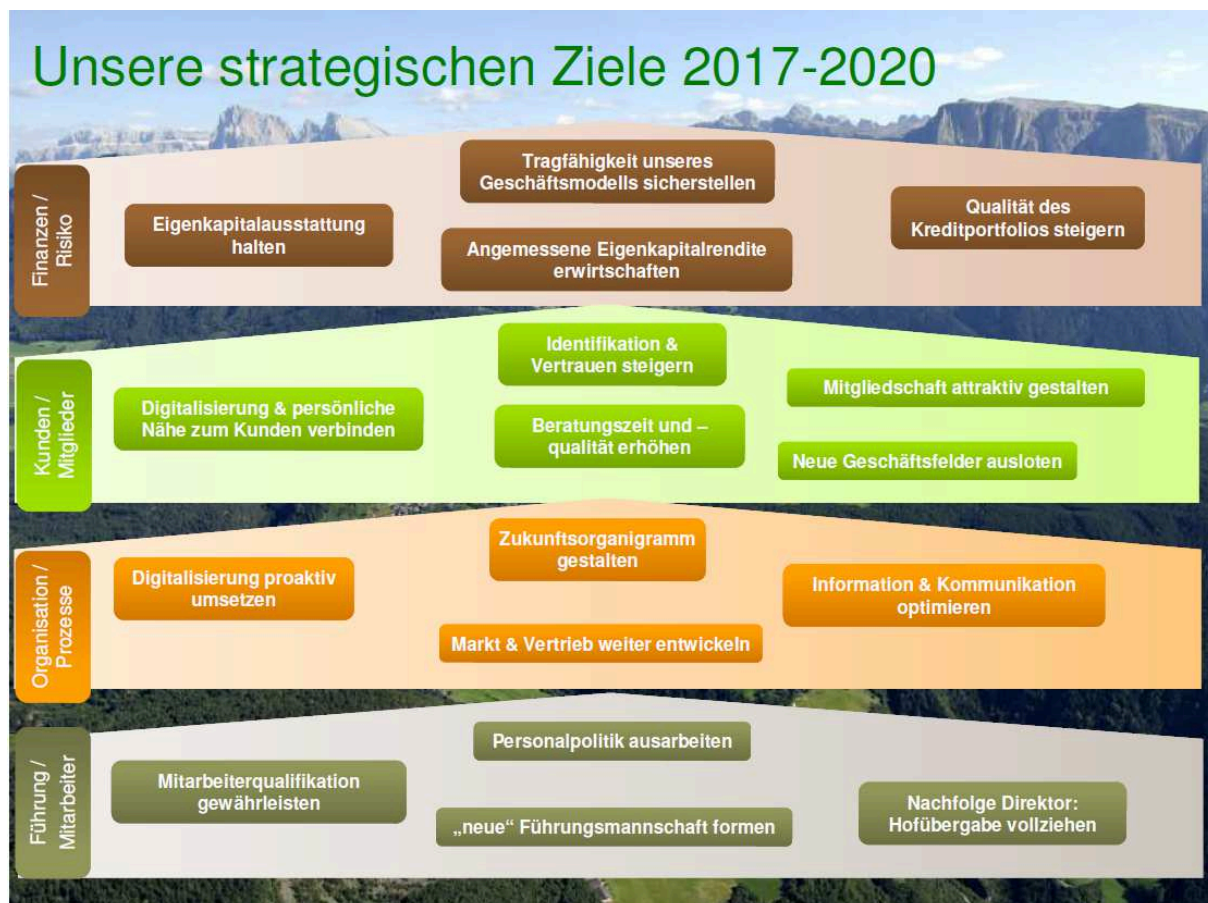 Unsere strategischen Ziele 2017-2020
Finanzen /
Risiko
Tragfähigkeit unseres
Geschäftsmodells sicherstellen
Eigenkapitalausstattung
halten
Angemessene Eigenkapitalrendite
erwirtschaften
Qualität des
Kreditportfolios steigern
Kunden /
Mitglieder
Identifikation &
Vertrauen steigern
Digitalisierung & persönliche
Nähe zum Kunden verbinden
Beratungszeit und –
qualität erhöhen
Mitgliedschaft attraktiv gestalten
Neue Geschäftsfelder ausloten
Organisation /
Prozesse
Zukunftsorganigramm
gestalten
Digitalisierung proaktiv
umsetzen
Markt & Vertrieb weiter entwickeln
Information & Kommunikation
optimieren
Führung /
Mitarbeiter
Personalpolitik ausarbeiten
Mitarbeiterqualifikation
gewährleisten
„neue“ Führungsmannschaft formen
Nachfolge Direktor:
Hofübergabe vollziehen